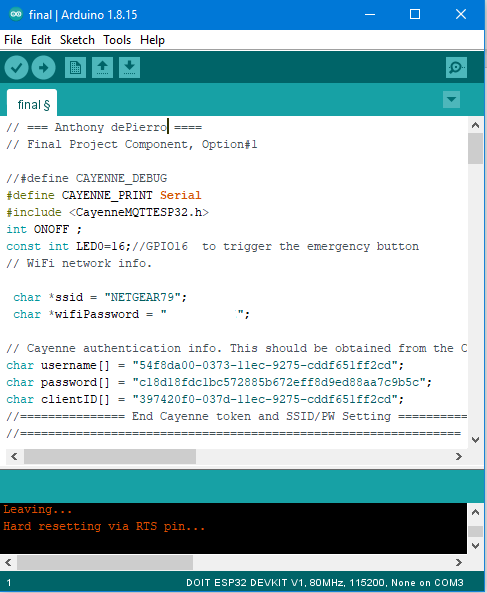 final | Arduino 1.8.15
File Edit Sketch Tools Help
final §
// === Anthony dePierro ====
// Final Project Component, Option#1
//#define CAYENNE_DEBUG
#define CAYENNE_PRINT Serial
#include <CayenneMQTTESP32.h>
int ONOFF ;
const int LED0=16;//GPIO16  to trigger the emergency button
// WiFi network info.
char *ssid = "NETGEAR79";
char *wifiPassword = "          ";
// Cayenne authentication info. This should be obtained from the C
char username[] = "54f8da00-0373-11ec-9275-cddf651ff2cd";
char password[] = "c18d18fdc1bc572885b672eff8d9ed88aa7c9b5c";
char clientID[] = "397420f0-037d-11ec-9275-cddf651ff2cd";
//============== End Cayenne token and SSID/PW Setting ==========
//==========================================================
Leaving...
Hard resetting via RTS pin...
1 DOIT ESP32 DEVKIT V1, 80MHz, 115200, None on COM3